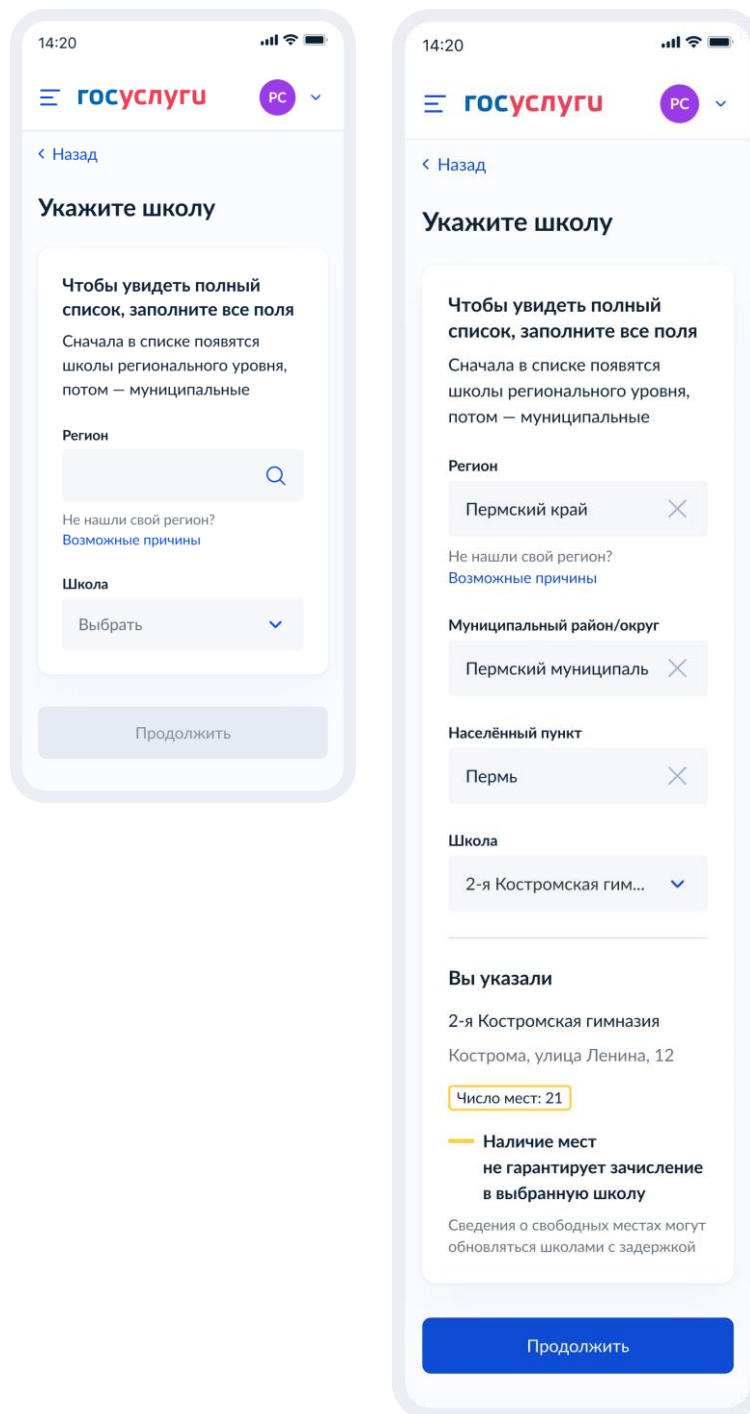 14:20
госуслуги
РС
Назад
Укажите школу
Чтобы увидеть полный
список, заполните все поля
Сначала в списке появятся
школы регионального уровня,
потом — муниципальные
Регион
Не нашли свой регион?
Возможные причины
Школа
Выбрать
Продолжить
14:20
госуслуги
РС
Назад
Укажите школу
Чтобы увидеть полный
список, заполните все поля
Сначала в списке появятся
школы регионального уровня,
потом — муниципальные
Регион
Пермский край
Не нашли свой регион?
Возможные причины
Муниципальный район/округ
Пермский муниципаль
Населённый пункт
Пермь
Школа
2-я Костромская гим...
Вы указали
2-я Костромская гимназия
Кострома, улица Ленина, 12
Число мест: 21
Наличие мест
не гарантирует зачисление
в выбранную школу
Сведения о свободных местах могут
обновляться школами с задержкой
Продолжить